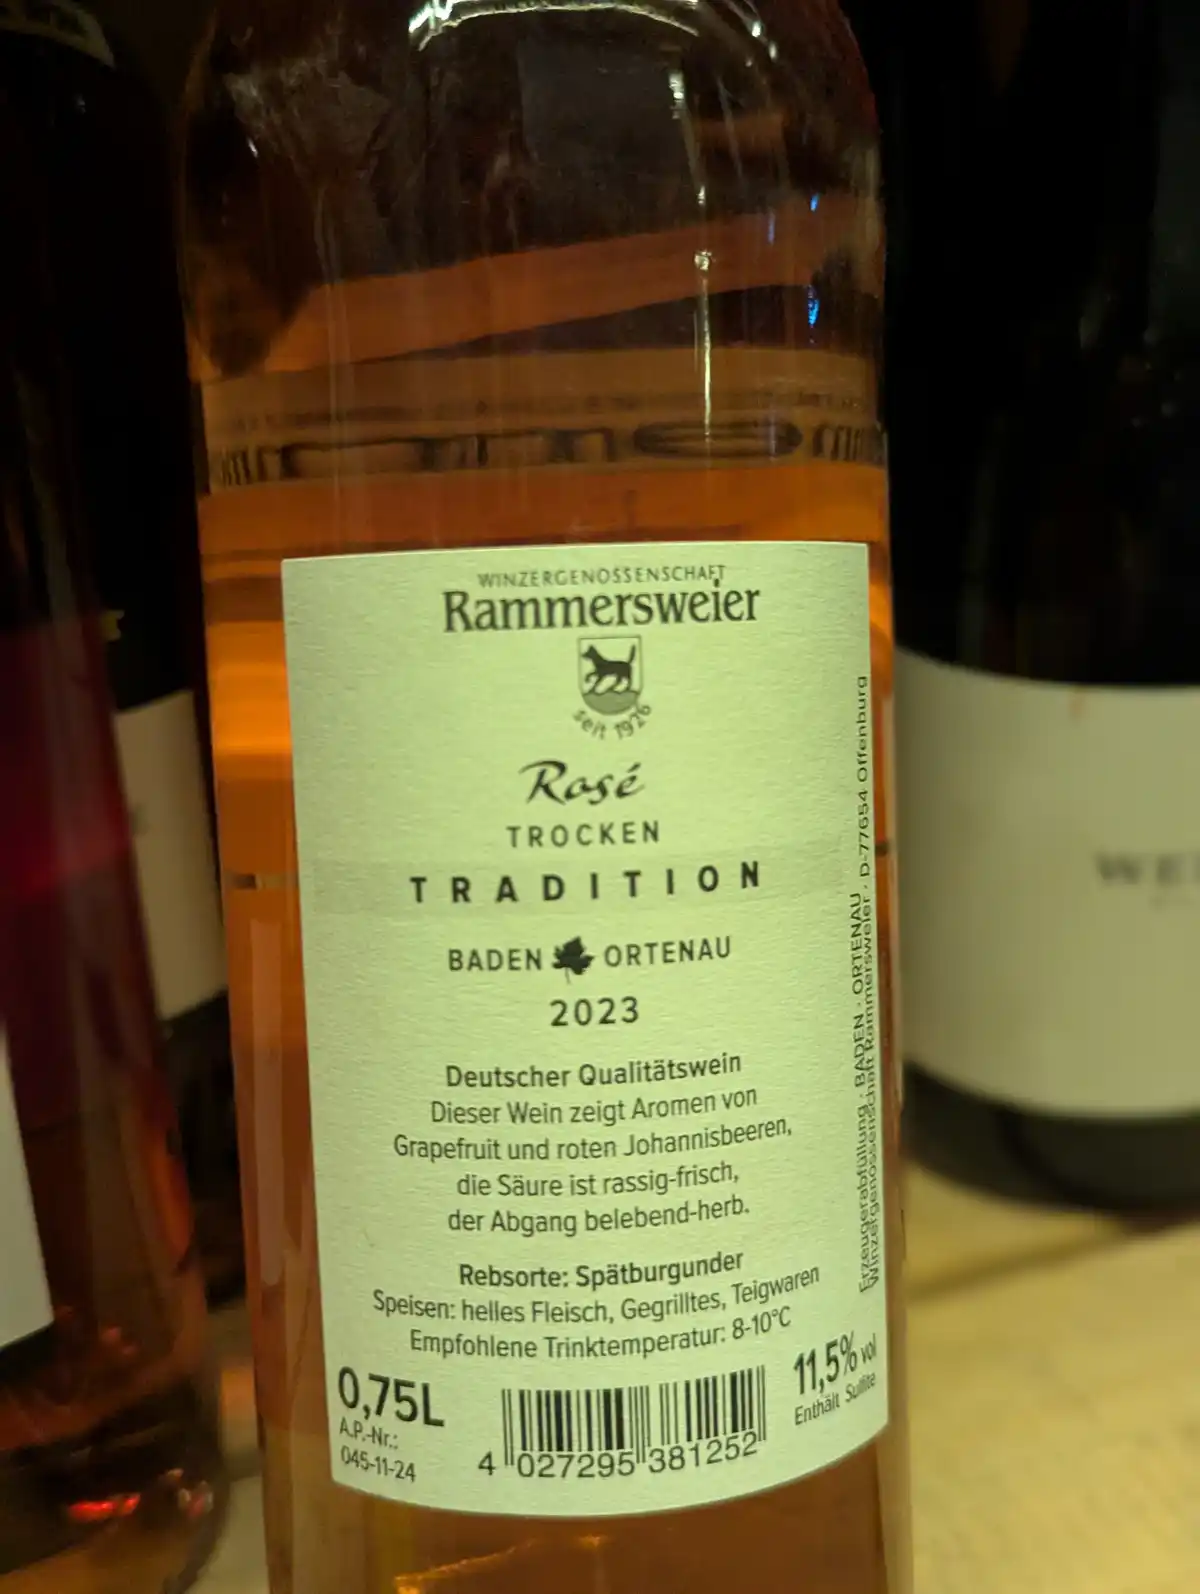 WINZERGENOSSENSCHAFT
Rammersweier
seit 1926
Rosé
TROCKEN
TRADITION
BADEN ORTENAU
2023
Deutscher Qualitätswein
Dieser Wein zeigt Aromen von
Grapefruit und roten Johannisbeeren,
die Säure ist rassig-frisch,
der Abgang belebend-herb.
Rebsorte: Spätburgunder
Speisen: helles Fleisch, Gegrilltes, Teigwaren
Empfohlene Trinktemperatur: 8-10°C
0,75L
A.P.-Nr.:
045-11-24
4 027295 381252
11,5% vol
Enthält Sulfite
Erzeugerabfüllung · BADEN · ORTENAU
Winzergenossenschaft Rammersweier · D-77654 Offenburg